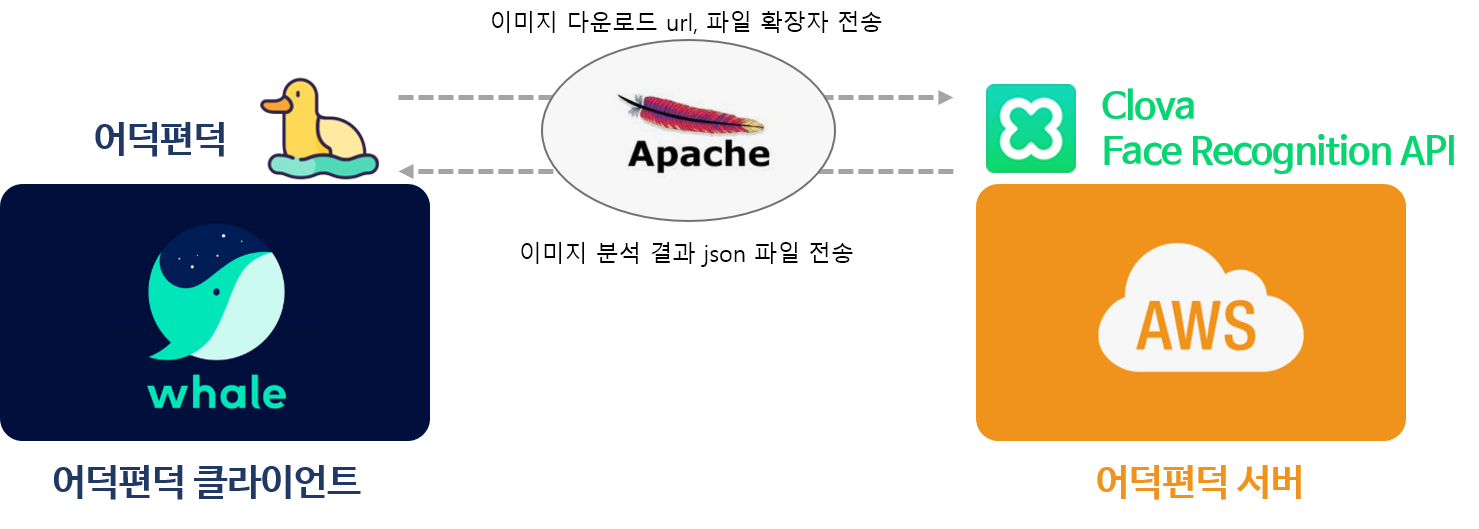 이미지 다운로드 url, 파일 확장자 전송
어덕편덕
Apache
Clova
Face Recognition API
이미지 분석 결과 json 파일 전송
whale
AWS
어덕편덕 클라이언트
어덕편덕 서버